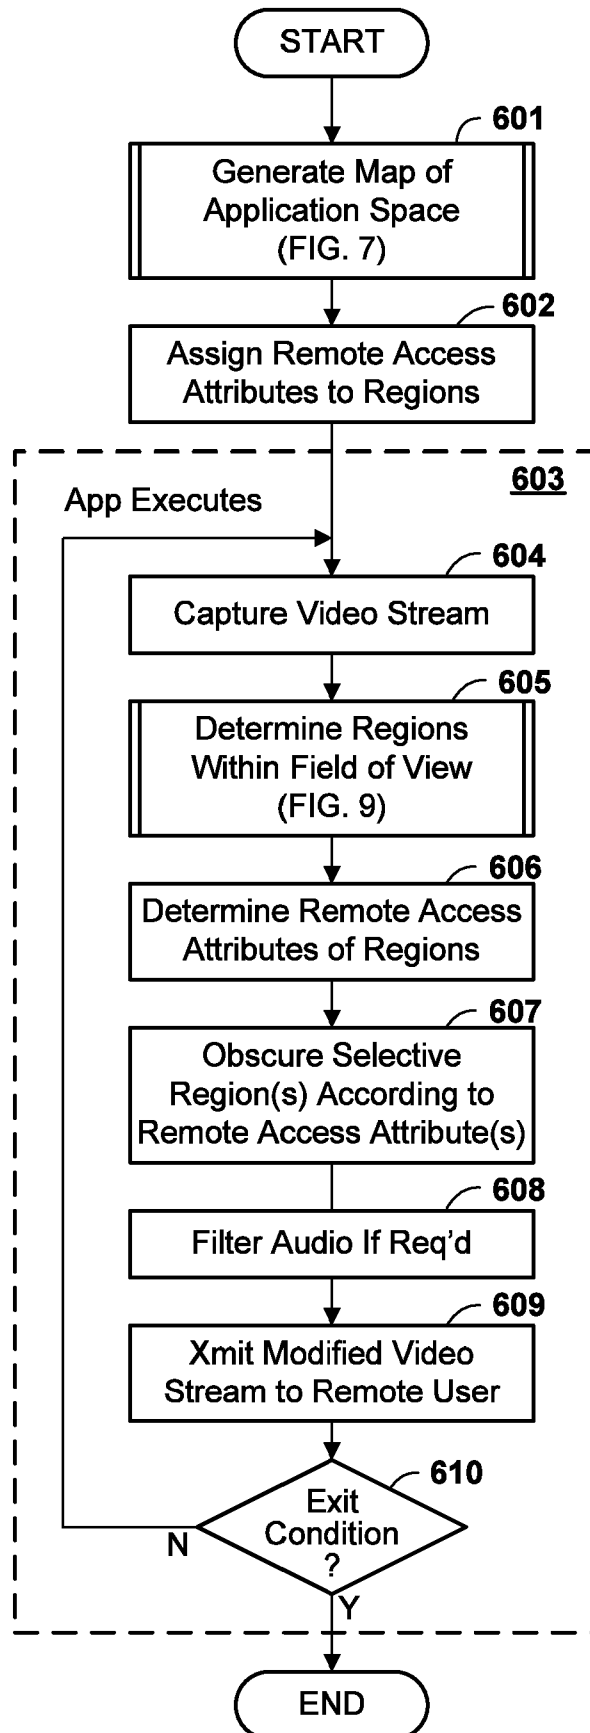 START
601
Generate Map of
Application Space
(FIG. 7)
602
Assign Remote Access
Attributes to Regions
603
App Executes
604
Capture Video Stream
605
Determine Regions
Within Field of View
(FIG. 9)
606
Determine Remote Access
Attributes of Regions
607
Obscure Selective
Region(s) According to
Remote Access Attribute(s)
608
Filter Audio If Req'd
609
Xmit Modified Video
Stream to Remote User
610
Exit
Condition
?
N
Y
END